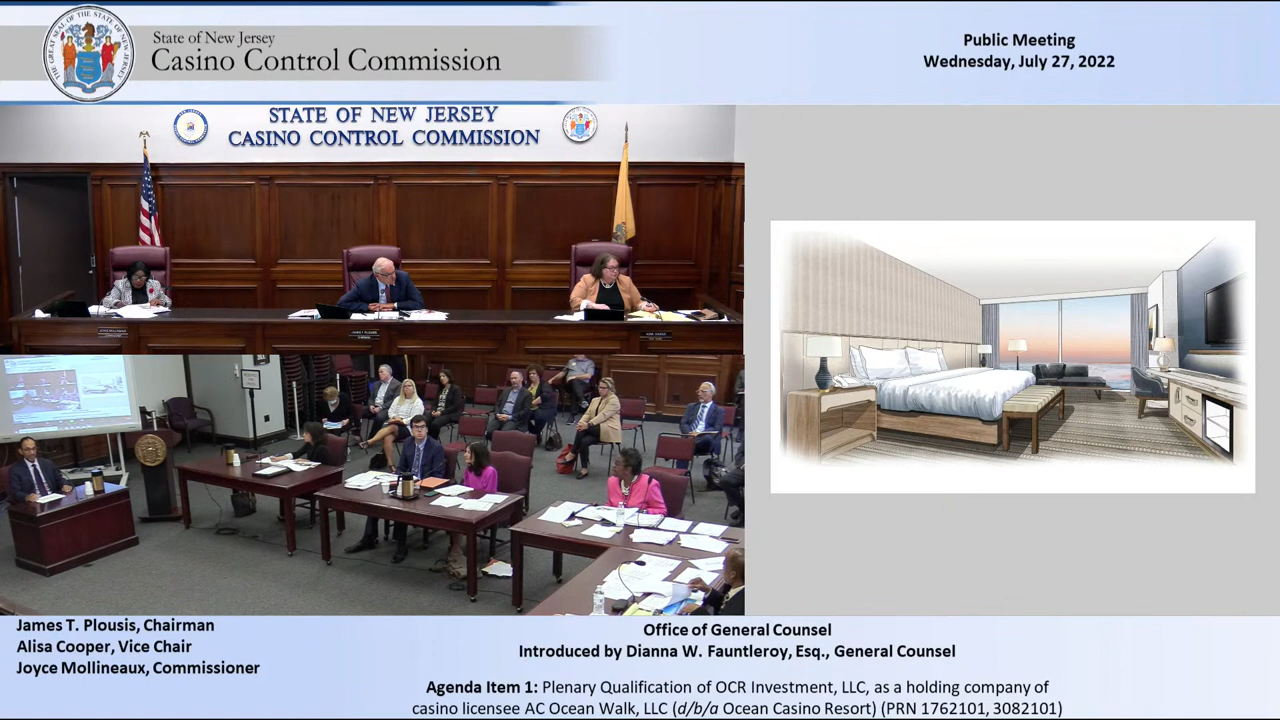 State of New Jersey
Casino Control Commission
Public Meeting
Wednesday, July 27, 2022
STATE OF NEW JERSEY
CASINO CONTROL COMMISSION
James T. Plousis, Chairman
Alisa Cooper, Vice Chair
Joyce Mollineaux, Commissioner
Office of General Counsel
Introduced by Dianna W. Fauntleroy, Esq., General Counsel
Agenda Item 1: Plenary Qualification of OCR Investment, LLC, as a holding company of
casino licensee AC Ocean Walk, LLC (d/b/a Ocean Casino Resort) (PRN 1762101, 3082101)